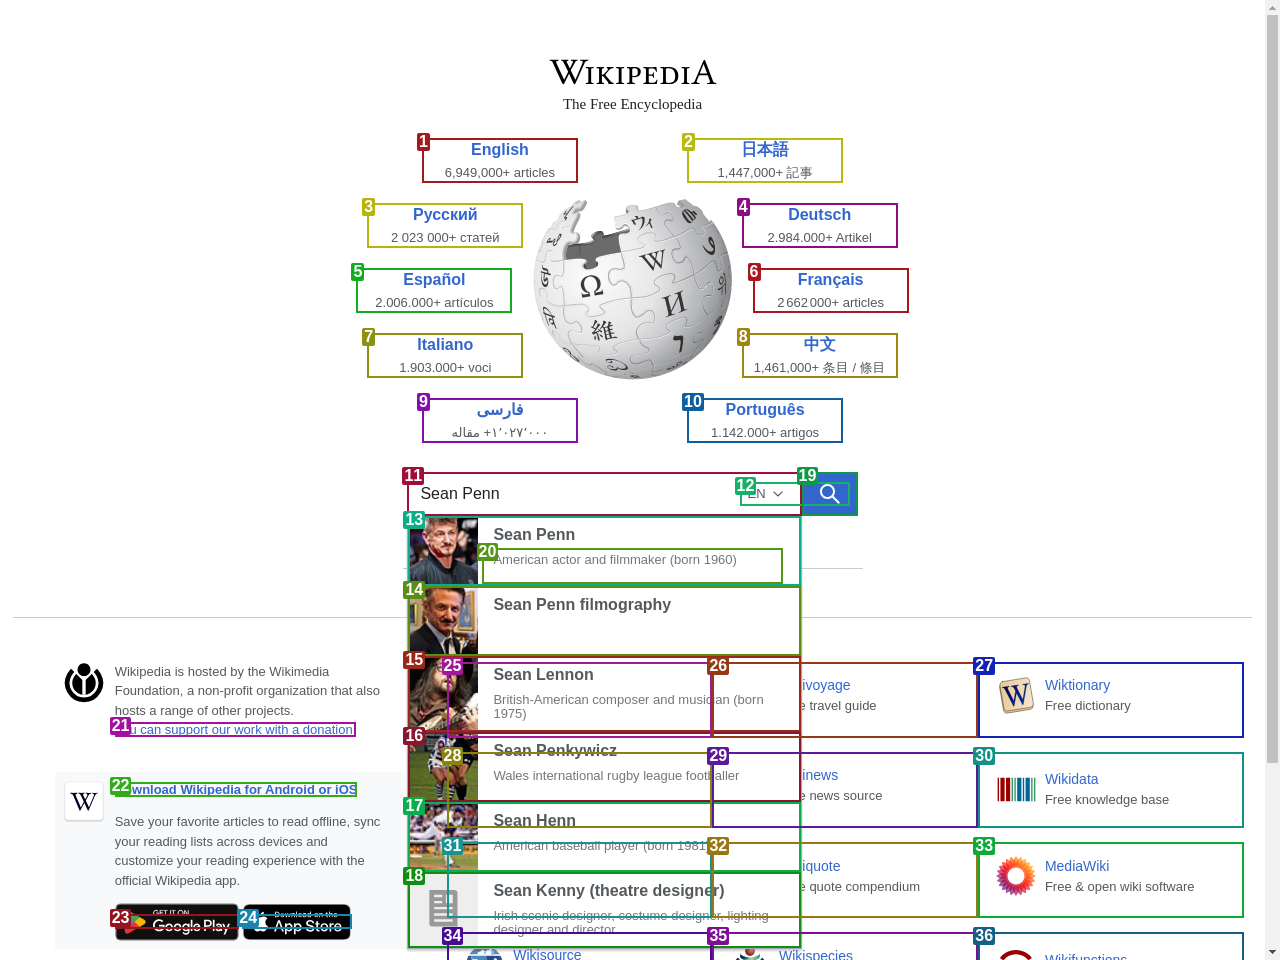 WIKIPEDIA
The Free Encyclopedia
1
English
6,949,000+ articles
2
日本語
1,447,000+ 記事
3
Русский
2 023 000+ статей
4
Deutsch
2.984.000+ Artikel
5
Español
2.006.000+ artículos
6
Français
2 662 000+ articles
7
Italiano
1.903.000+ voci
8
中文
1,461,000+ 条目 / 條目
9
فارسی
۱٬۰۲۷٬۰۰۰+ مقاله
10
Português
1.142.000+ artigos
11
Sean Penn
12
EN
19
13
Sean Penn
20
American actor and filmmaker (born 1960)
14
Sean Penn filmography
15
Sean Lennon
British-American composer and musician (born
1975)
16
Sean Penkywicz
Wales international rugby league footballer
17
Sean Henn
American baseball player (born 1981
18
Sean Kenny (theatre designer)
Irish scenic designer, costume designer, lighting
designer and director
Wikipedia is hosted by the Wikimedia
Foundation, a non-profit organization that also
hosts a range of other projects.
21
u can support our work with a donation.
22
wnload Wikipedia for Android or iOS
Save your favorite articles to read offline, sync
your reading lists across devices and
customize your reading experience with the
official Wikipedia app.
23
GET IT ON
Google Play
24
Download on the
App Store
25
26
ivoyage
e travel guide
27
Wiktionary
Free dictionary
28
29
inews
e news source
30
Wikidata
Free knowledge base
31
32
iquote
e quote compendium
33
MediaWiki
Free & open wiki software
34
Wikisource
35
Wikispecies
36
Wikifunctions